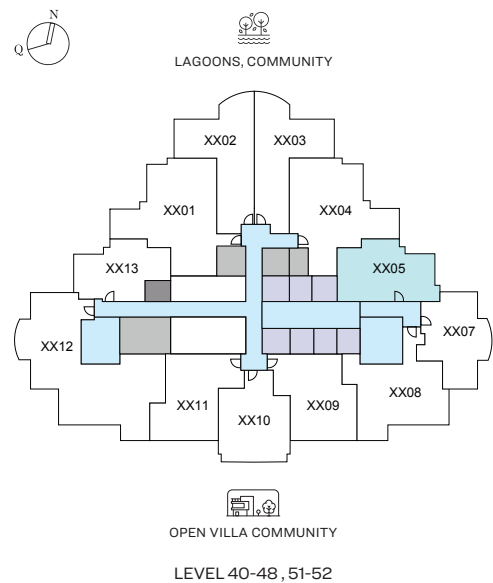 N
Q
LAGOONS, COMMUNITY
XX02 XX03
XX01 XX04
XX13 XX05
XX12 XX07
XX11 XX10 XX09 XX08
OPEN VILLA COMMUNITY
LEVEL 40-48 , 51-52